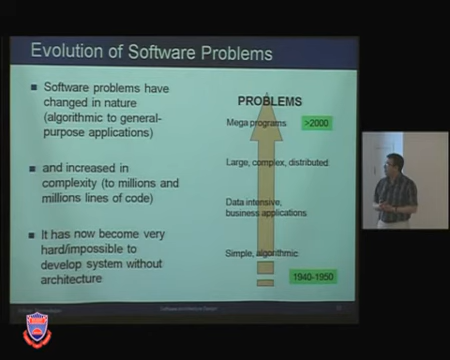 Evolution of Software Problems
Software problems have
changed in nature
(algorithmic to general-
purpose applications)
and increased in
complexity (to millions and
millions lines of code)
It has now become very
hard/impossible to
develop system without
architecture
PROBLEMS
Mega programs
>2000
Large, complex, distributed
Data intensive,
business applications
Simple, algorithmic
1940-1950
Software Architecture Design